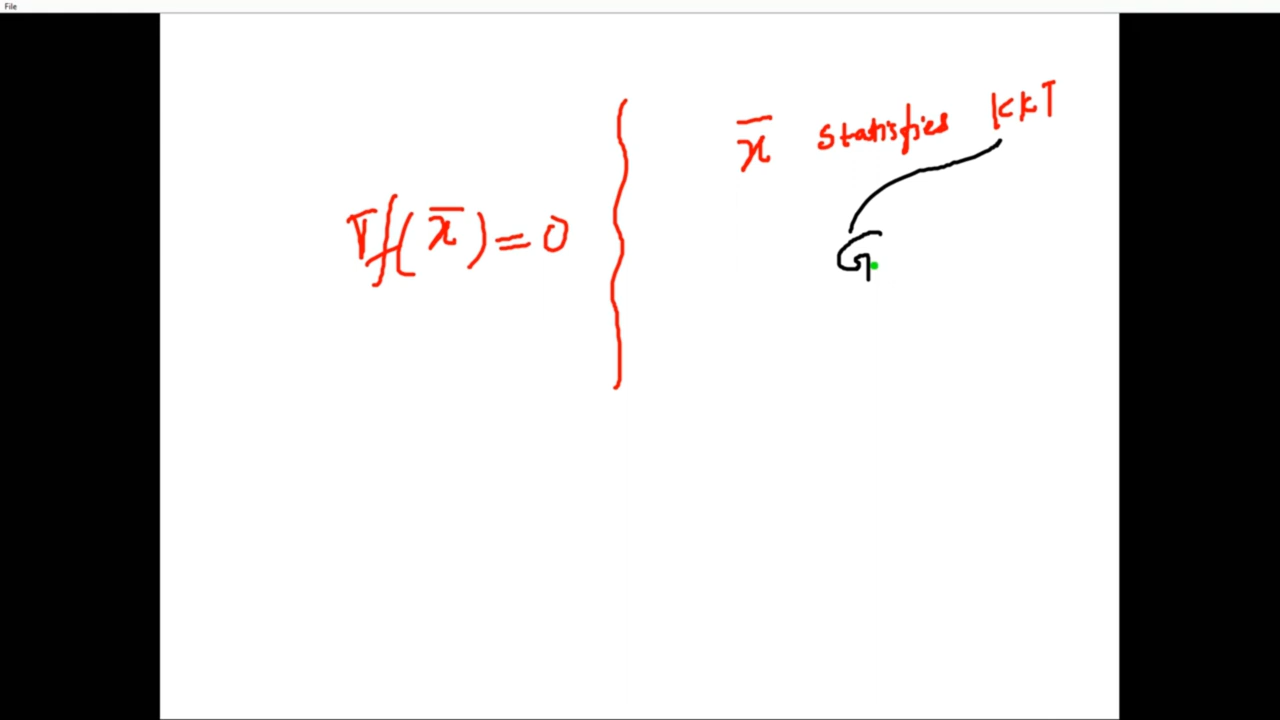 File
x̄ statisfies KKT
∇f(x̄) = 0
G